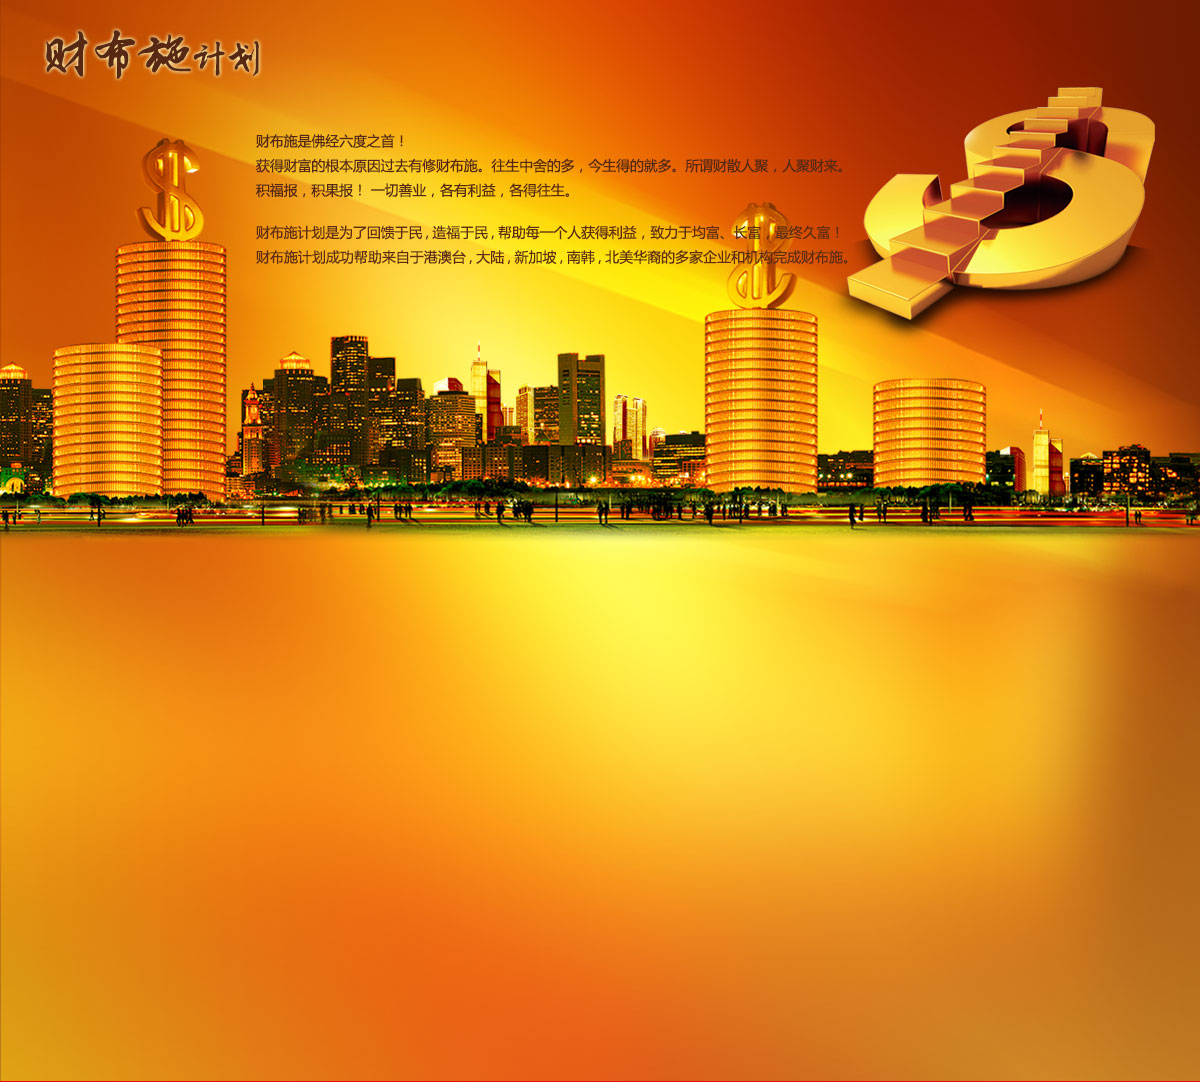 财布施计划
财布施是佛经六度之首！
获得财富的根本原因过去有修财布施。往生中舍的多，今生得的就多。所谓财散人聚，人聚财来。
积福报，积果报！一切善业，各有利益，各得往生。
财布施计划是为了回馈于民，造福于民，帮助每一个人获得利益，致力于均富、长富，最终久富！
财布施计划成功帮助来自于港澳台，大陆，新加坡，南韩，北美华裔的多家企业和机构完成财布施。